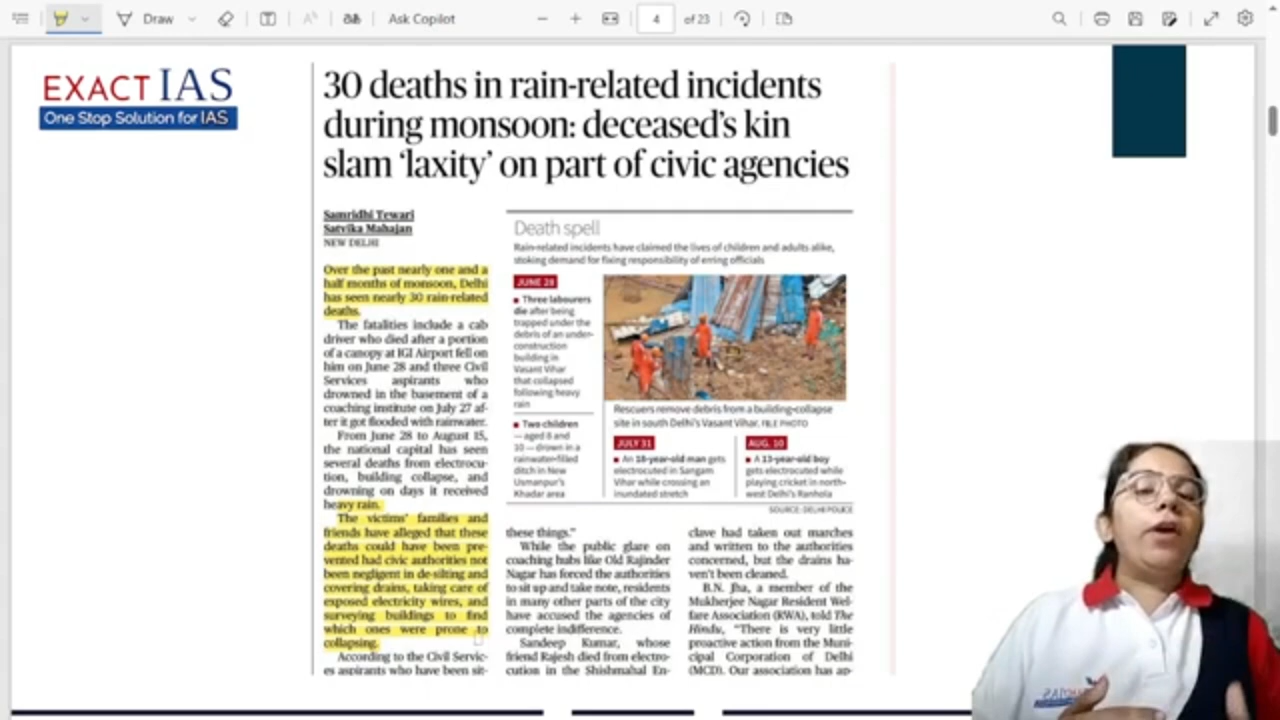 Draw
Ask Copilot
4
of 23
EXACT IAS
One Stop Solution for IAS
30 deaths in rain-related incidents
during monsoon: deceased's kin
slam 'laxity' on part of civic agencies
Samridhi Tewari
Satvika Mahajan
NEW DELHI
Over the past nearly one and a
half months of monsoon, Delhi
has seen nearly 30 rain-related
deaths.
The fatalities include a cab
driver who died after a portion
of a canopy at IGI Airport fell on
him on June 28 and three Civil
Services aspirants who
drowned in the basement of a
coaching institute on July 27 af-
ter it got flooded with rainwater.
From June 28 to August 15,
the national capital has seen
several deaths from electrocu-
tion, building collapse, and
drowning on days it received
heavy rain.
The victims' families and
friends have alleged that these
deaths could have been pre-
vented had civic authorities not
been negligent in de-silting and
covering drains, taking care of
exposed electricity wires, and
surveying buildings to find
which ones were prone to
collapsing.
According to the Civil Servic-
es aspirants who have been sit-
Death spell
Rain-related incidents have claimed the lives of children and adults alike,
stoking demand for fixing responsibility of erring officials
JUNE 28
Three labourers
die after being
trapped under the
debris of an under-
construction
building in
Vasant Vihar
that collapsed
following heavy
rain
Two children
— aged 8 and
10 — drown in a
rainwater-filled
ditch in New
Usmanpur's
Khadar area
Rescuers remove debris from a building-collapse
site in south Delhi's Vasant Vihar. FILE PHOTO
JULY 31
An 18-year-old man gets
electrocuted in Sangam
Vihar while crossing an
inundated stretch
AUG. 10
A 13-year-old boy
gets electrocuted while
playing cricket in north-
west Delhi's Ranhola
SOURCE: DELHI POLICE
these things."
While the public glare on
coaching hubs like Old Rajinder
Nagar has forced the authorities
to sit up and take note, residents
in many other parts of the city
have accused the agencies of
complete indifference.
Sandeep Kumar, whose
friend Rajesh died from electro-
cution in the Shishmahal En-
clave had taken out marches
and written to the authorities
concerned, but the drains ha-
ven't been cleaned.
B.N. Jha, a member of the
Mukherjee Nagar Resident Wel-
fare Association (RWA), told The
Hindu, "There is very little
proactive action from the Muni-
cipal Corporation of Delhi
(MCD). Our association has ap-